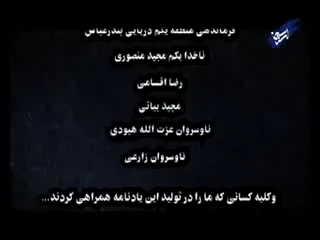 فرماندهی منطقه یکم دریایی بندرعباس
ناخدا یکم مجید منصوری
رضا اقسامی
مجید بیاتی
ناوسروان عزت الله هیودی
ناوسروان زارعی
وکلیه کسانی که ما را در تولید این یادنامه همراهی کردند...